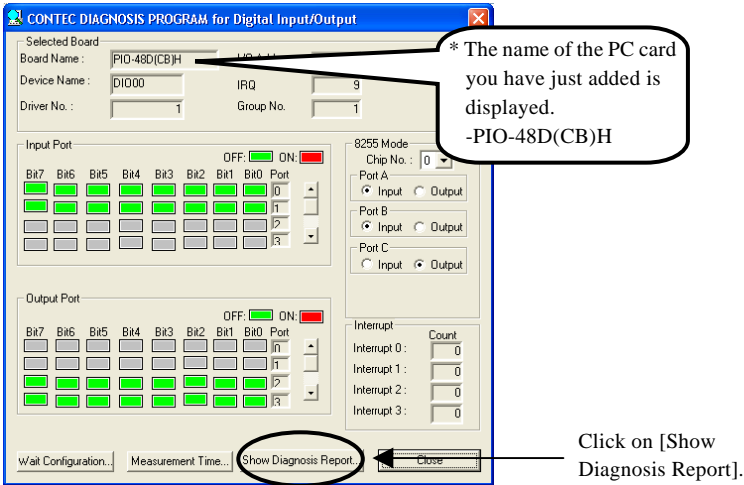 CONTEC DIAGNOSIS PROGRAM for Digital Input/Output
Selected Board
Board Name : PIO-48D(CB)H
Device Name : DIO00 IRQ 9
Driver No. : 1 Group No. 1
* The name of the PC card
you have just added is
displayed.
-PIO-48D(CB)H
Input Port
OFF: ON:
Bit7 Bit6 Bit5 Bit4 Bit3 Bit2 Bit1 Bit0 Port
0
1
2
3
8255 Mode
Chip No. : 0
Port A
Input Output
Port B
Input Output
Port C
Input Output
Output Port
OFF: ON:
Bit7 Bit6 Bit5 Bit4 Bit3 Bit2 Bit1 Bit0 Port
0
1
2
3
Interrupt
Count
Interrupt 0 : 0
Interrupt 1 : 0
Interrupt 2 : 0
Interrupt 3 : 0
Wait Configuration... Measurement Time... Show Diagnosis Report... Close
Click on [Show
Diagnosis Report].